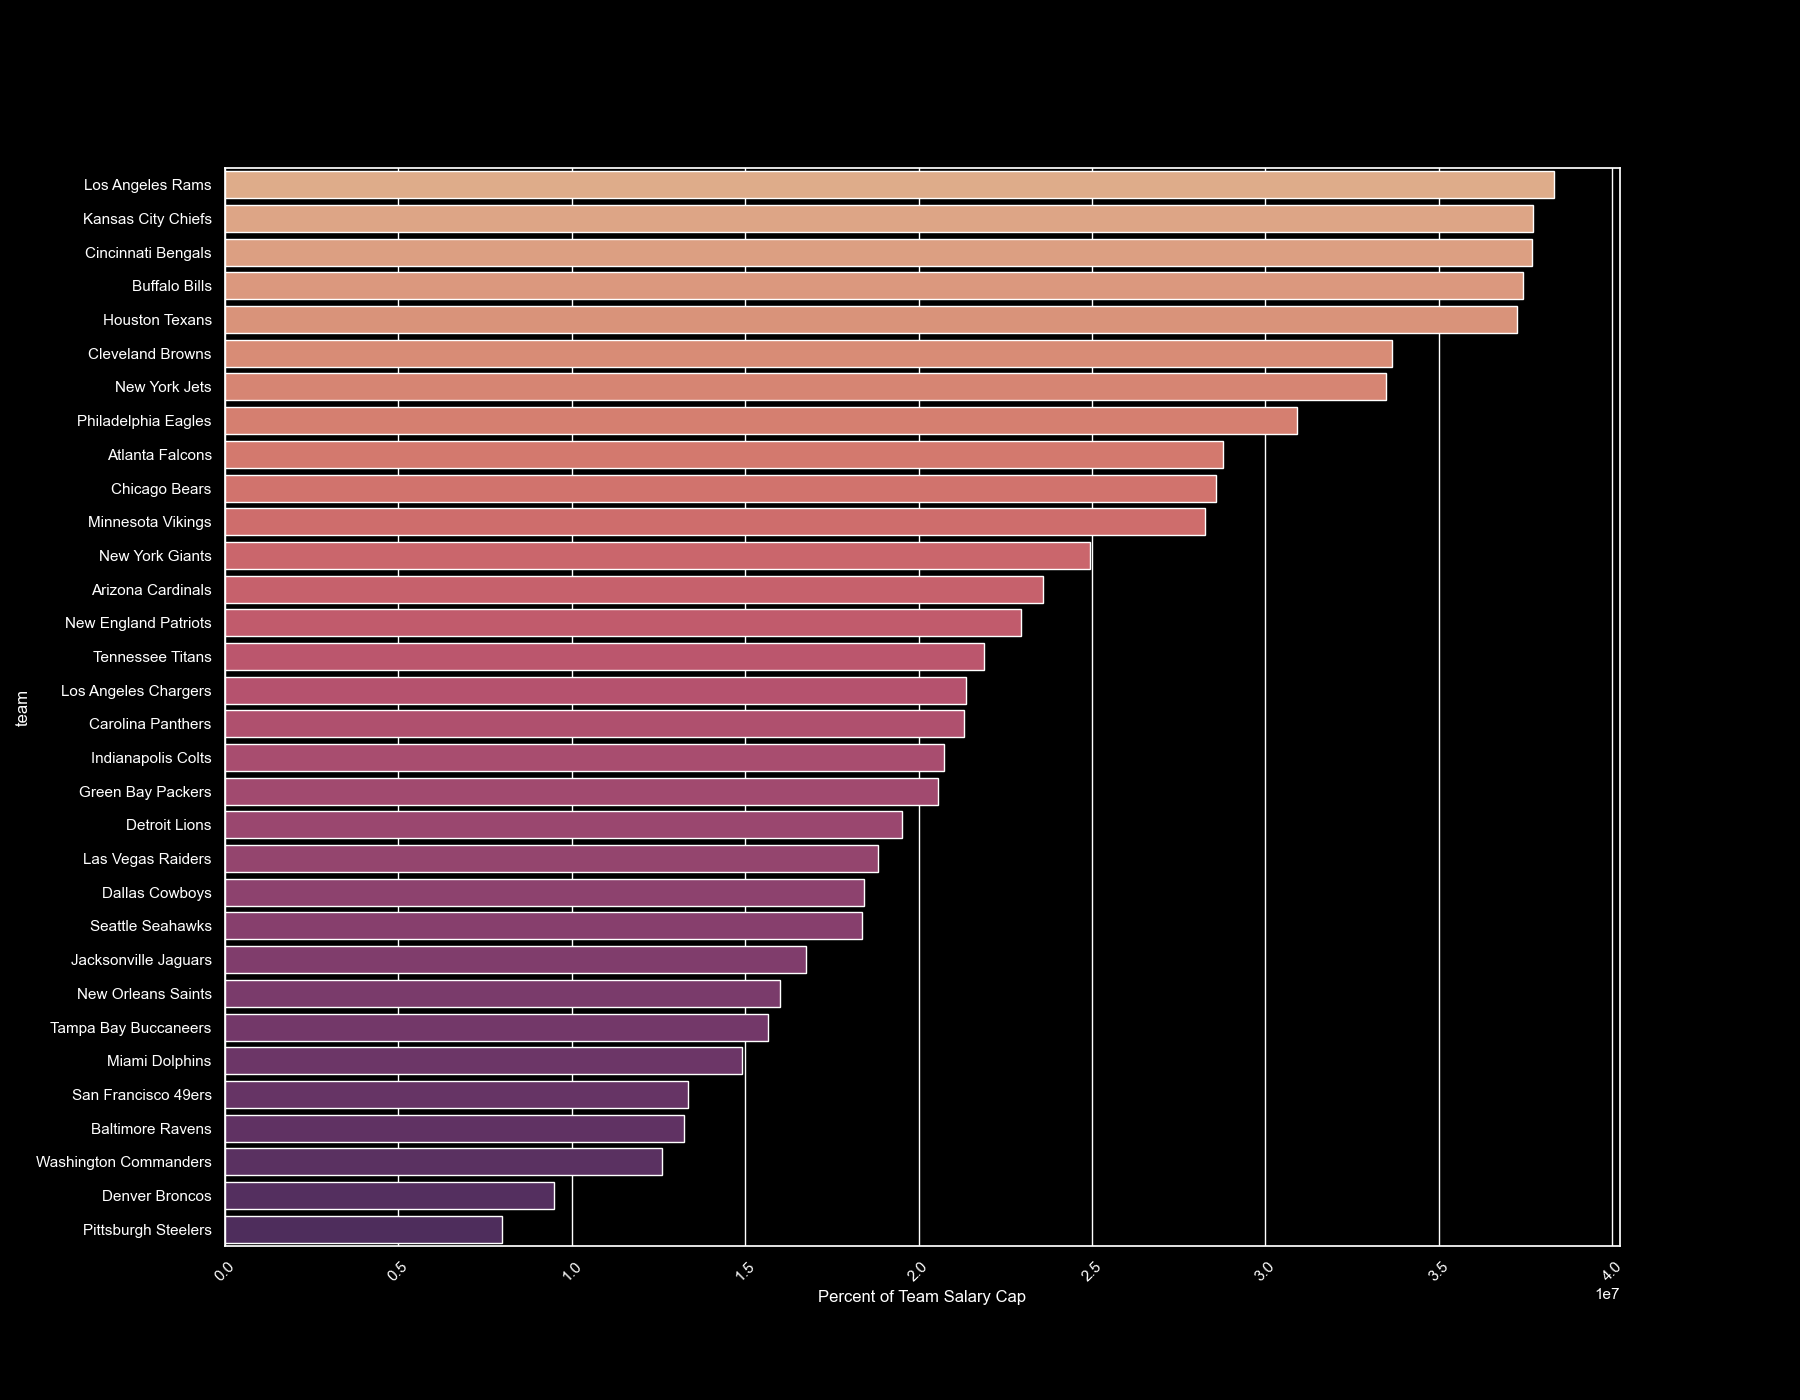 Los Angeles Rams
Kansas City Chiefs
Cincinnati Bengals
Buffalo Bills
Houston Texans
Cleveland Browns
New York Jets
Philadelphia Eagles
Atlanta Falcons
Chicago Bears
Minnesota Vikings
New York Giants
Arizona Cardinals
New England Patriots
Tennessee Titans
Los Angeles Chargers
team
Carolina Panthers
Indianapolis Colts
Green Bay Packers
Detroit Lions
Las Vegas Raiders
Dallas Cowboys
Seattle Seahawks
Jacksonville Jaguars
New Orleans Saints
Tampa Bay Buccaneers
Miami Dolphins
San Francisco 49ers
Baltimore Ravens
Washington Commanders
Denver Broncos
Pittsburgh Steelers
0.0 0.5 1.0 1.5 2.0 2.5 3.0 3.5 4.0
1e7
Percent of Team Salary Cap